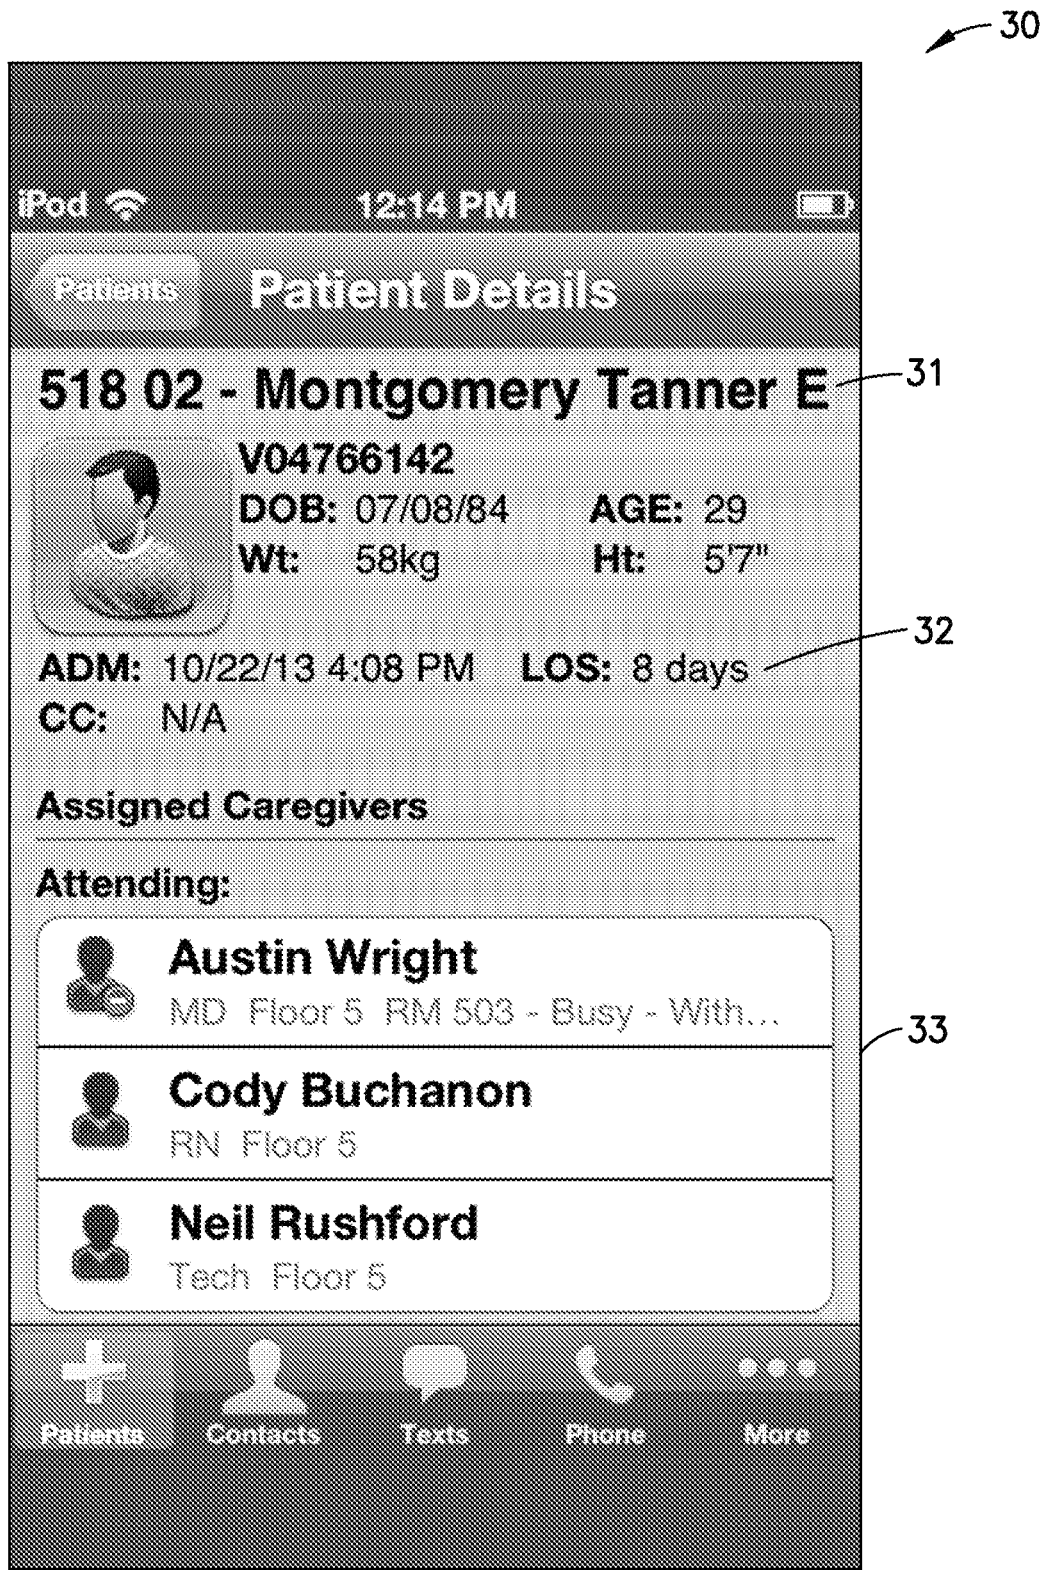 30
iPod 12:14 PM
Patients Patient Details
518 02 - Montgomery Tanner E 31
V04766142
DOB: 07/08/84 AGE: 29
Wt: 58kg Ht: 5'7"
32
ADM: 10/22/13 4:08 PM LOS: 8 days
CC: N/A
Assigned Caregivers
Attending:
Austin Wright
MD Floor 5 RM 503 - Busy - With...
33
Cody Buchanon
RN Floor 5
Neil Rushford
Tech Floor 5
Patients Contacts Texts Phone More